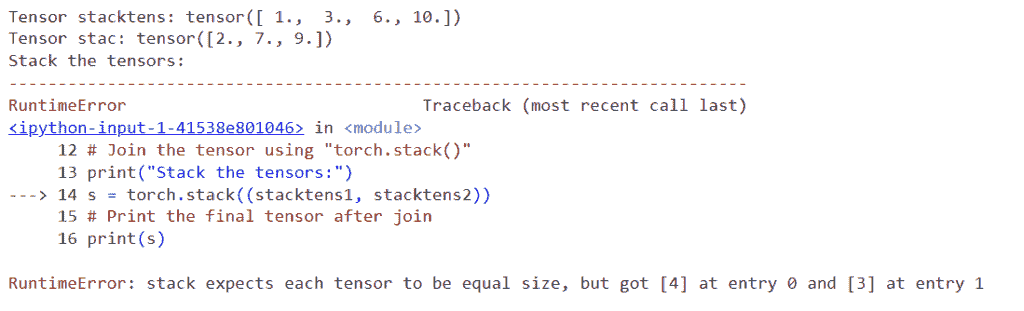 Tensor stacktens: tensor([ 1.,  3.,  6., 10.])
Tensor stac: tensor([2., 7., 9.])
Stack the tensors:
---------------------------------------------------------------------------
RuntimeError                              Traceback (most recent call last)
<ipython-input-1-41538e801046> in <module>
     12 # Join the tensor using "torch.stack()"
     13 print("Stack the tensors:")
---> 14 s = torch.stack((stacktens1, stacktens2))
     15 # Print the final tensor after join
     16 print(s)
RuntimeError: stack expects each tensor to be equal size, but got [4] at entry 0 and [3] at entry 1